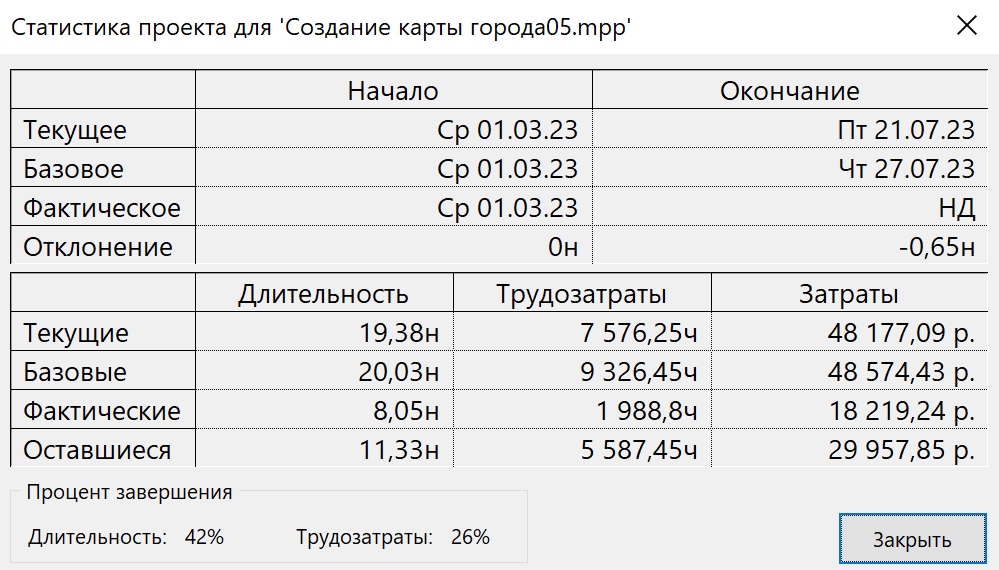 Статистика проекта для 'Создание карты города05.mpp'
Начало Окончание
Текущее Ср 01.03.23 Пт 21.07.23
Базовое Ср 01.03.23 Чт 27.07.23
Фактическое Ср 01.03.23 НД
Отклонение 0н -0,65н
Длительность Трудозатраты Затраты
Текущие 19,38н 7 576,25ч 48 177,09 р.
Базовые 20,03н 9 326,45ч 48 574,43 р.
Фактические 8,05н 1 988,8ч 18 219,24 р.
Оставшиеся 11,33н 5 587,45ч 29 957,85 р.
Процент завершения
Длительность: 42% Трудозатраты: 26%
Закрыть